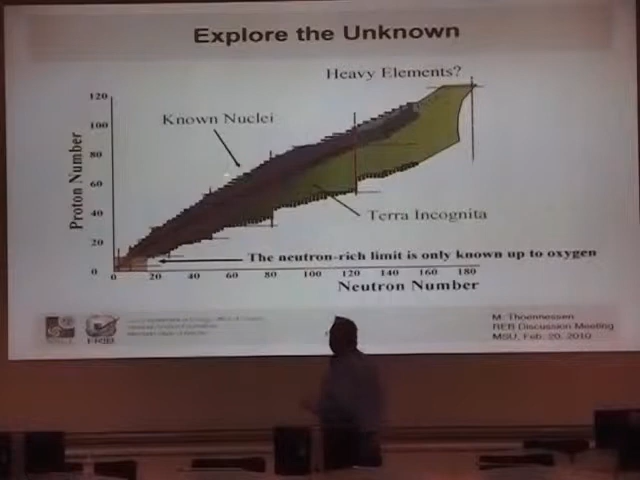 Explore the Unknown
Heavy Elements?
Known Nuclei
Proton Number
120
100
80
60
40
20
0
Terra Incognita
The neutron-rich limit is only known up to oxygen
0 20 40 60 80 100 120 140 160 180
Neutron Number
M. Thoennessen
REB Discussion Meeting
MSU, Feb. 20, 2010